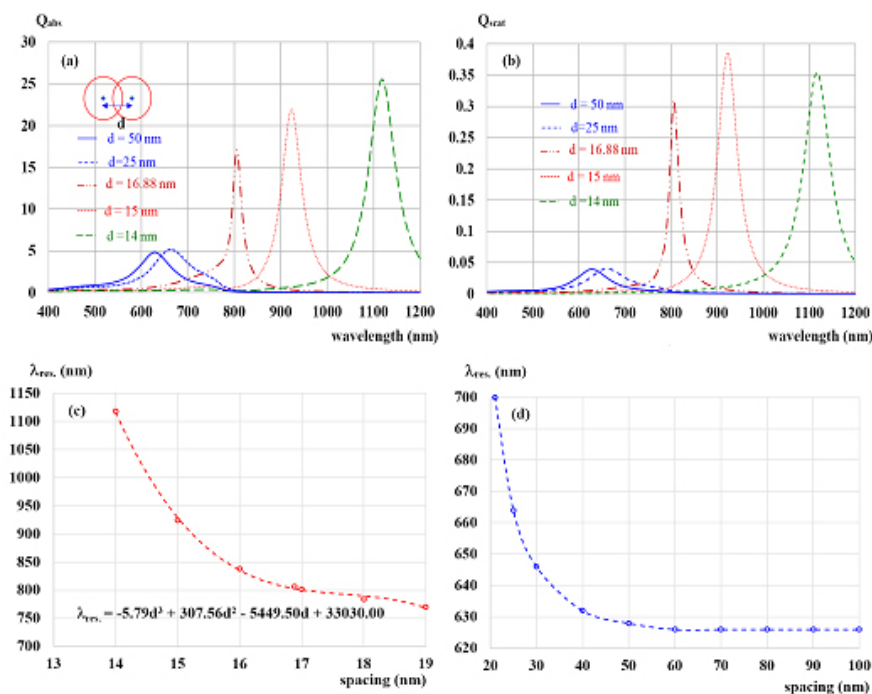 Qabs
30
25
20
15
10
5
0
(a)
d
d = 50 nm
d=25 nm
d = 16.88 nm
d = 15 nm
d=14 nm
400 500 600 700 800 900 1000 1100 1200
wavelength (nm)
Qscat
0.4
0.35
0.3
0.25
0.2
0.15
0.1
0.05
0
(b)
d = 50 nm
d=25 nm
d = 16.88 nm
d = 15 nm
d=14 nm
400 500 600 700 800 900 1000 1100 1200
wavelength (nm)
λres. (nm)
1150
1100
1050
1000
950
900
850
800
750
700
(c)
λres. = -5.79d³ + 307.56d² - 5449.50d + 33030.00
13 14 15 16 17 18 19
spacing (nm)
λres. (nm)
700
690
680
670
660
650
640
630
620
(d)
20 30 40 50 60 70 80 90 100
spacing (nm)